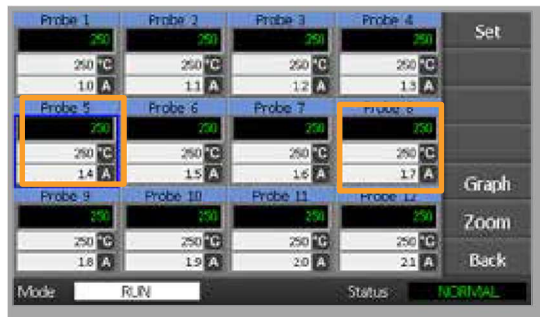 Probe 1 Probe 2 Probe 3 Probe 4 Set
250 250 250 250
250 °C 250 °C 250 °C 250 °C
1.0 A 1.1 A 1.2 A 1.3 A
Probe 5 Probe 6 Probe 7 Probe 8
250 250 250 250
250 °C 250 °C 250 °C 250 °C
1.4 A 1.5 A 1.6 A 1.7 A Graph
Probe 9 Probe 10 Probe 11 Probe 12
250 250 250 250 Zoom
250 °C 250 °C 250 °C 250 °C
1.8 A 1.9 A 2.0 A 2.1 A Back
Mode RUN Status NORMAL